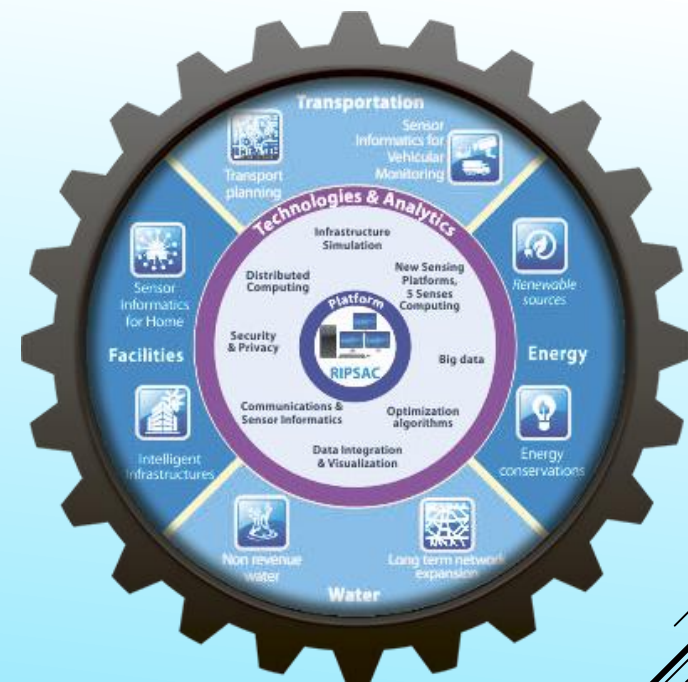 Transportation
Transport
planning
Sensor
Informatics for
Vehicular
Monitoring
Technologies & Analytics
Infrastructure
Simulation
Distributed
Computing
New Sensing
Platforms,
5 Senses
Computing
Security
& Privacy
Platform
RIPSAC
Big data
Communications &
Sensor Informatics
Optimization
algorithms
Data Integration
& Visualization
Sensor
Informatics
for Home
Facilities
Intelligent
Infrastructures
Renewable
sources
Energy
Energy
conservations
Non revenue
water
Long term network
expansion
Water